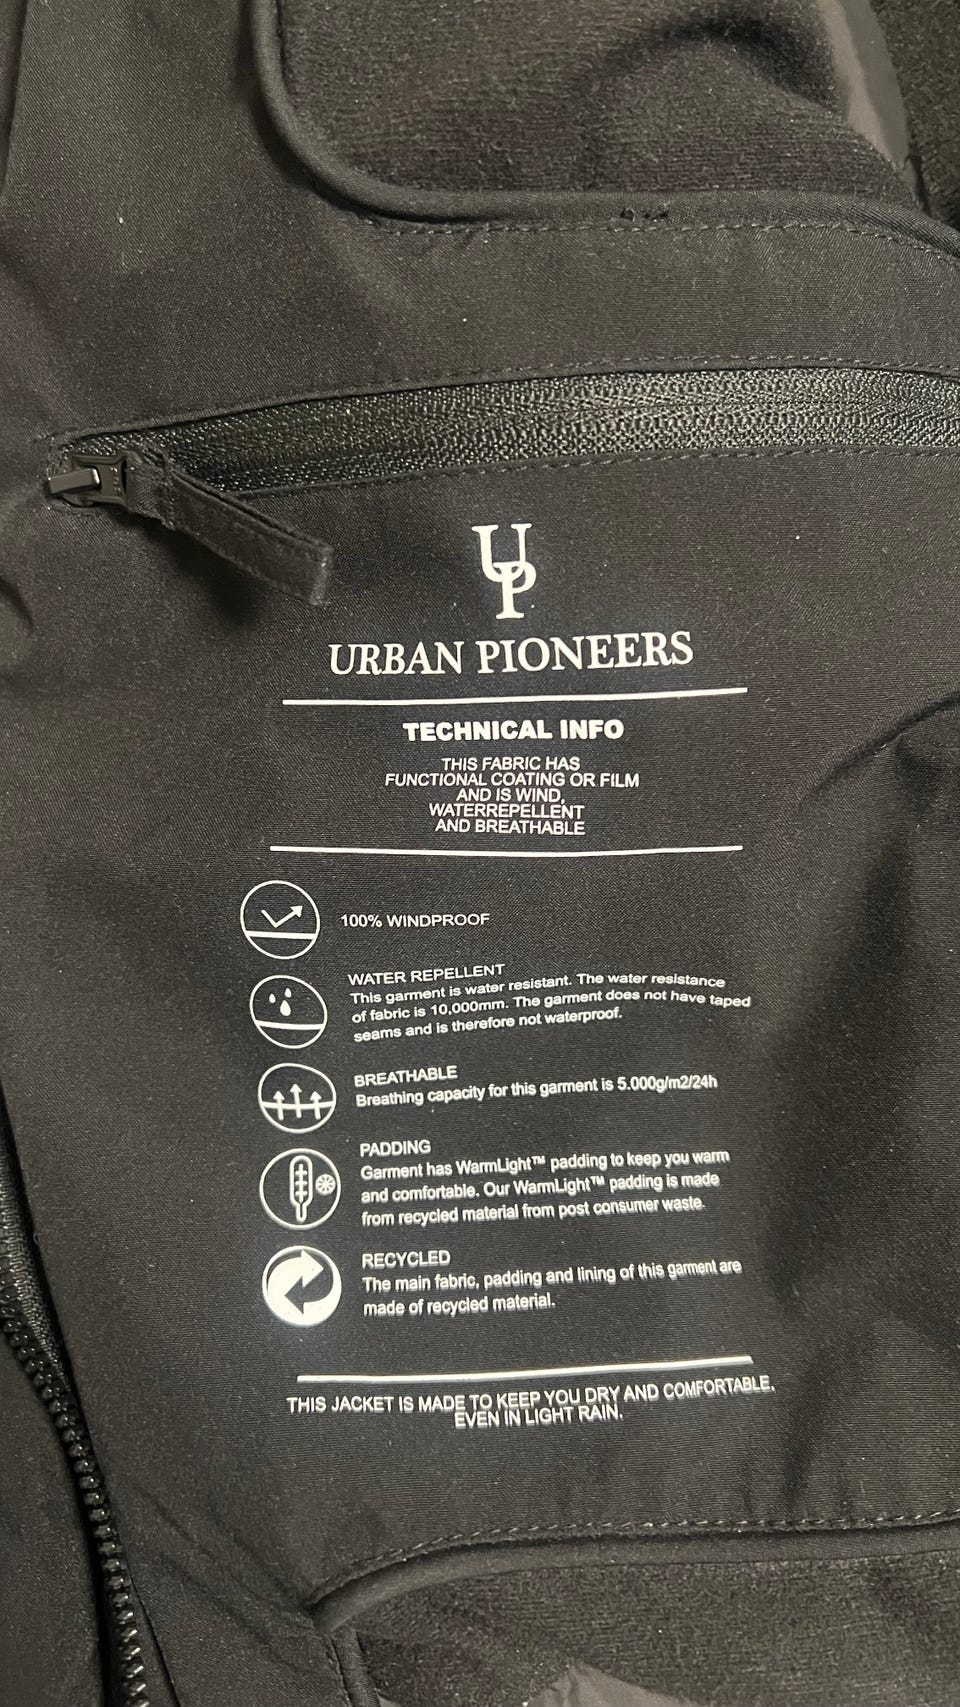 UP
URBAN PIONEERS
TECHNICAL INFO
THIS FABRIC HAS
FUNCTIONAL COATING OR FILM
AND IS WIND,
WATERREPELLENT
AND BREATHABLE
100% WINDPROOF
WATER REPELLENT
This garment is water resistant. The water resistance
of fabric is 10,000mm. The garment does not have taped
seams and is therefore not waterproof.
BREATHABLE
Breathing capacity for this garment is 5.000g/m2/24h
PADDING
Garment has WarmLight™ padding to keep you warm
and comfortable. Our WarmLight™ padding is made
from recycled material from post consumer waste.
RECYCLED
The main fabric, padding and lining of this garment are
made of recycled material.
THIS JACKET IS MADE TO KEEP YOU DRY AND COMFORTABLE,
EVEN IN LIGHT RAIN.